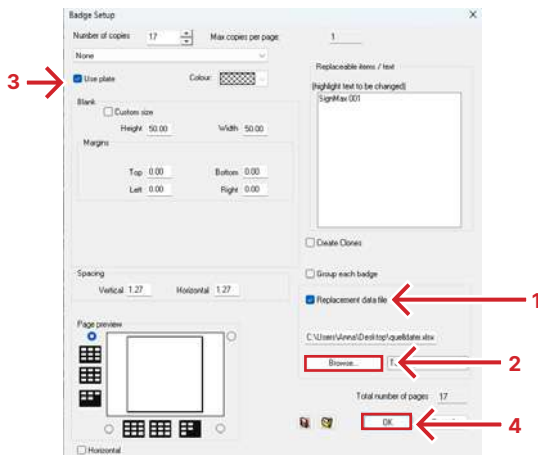 Badge Setup
Number of copies 17 Max copies per page: 1
None
3 Use plate Colour:
Replaceable items / text
(highlight text to be changed)
SignMax 001
Blank
Custom size
Height 50.00 Width 50.00
Margins
Top 0.00 Bottom 0.00
Left 0.00 Right 0.00
Create Clones
Group each badge
Spacing
Vertical 1.27 Horizontal 1.27
Replacement data file 1
Page preview
C:\Users\Anna\Desktop\quelldatei.xlsx
Browse... 2
Total number of pages 17
OK 4
Horizontal